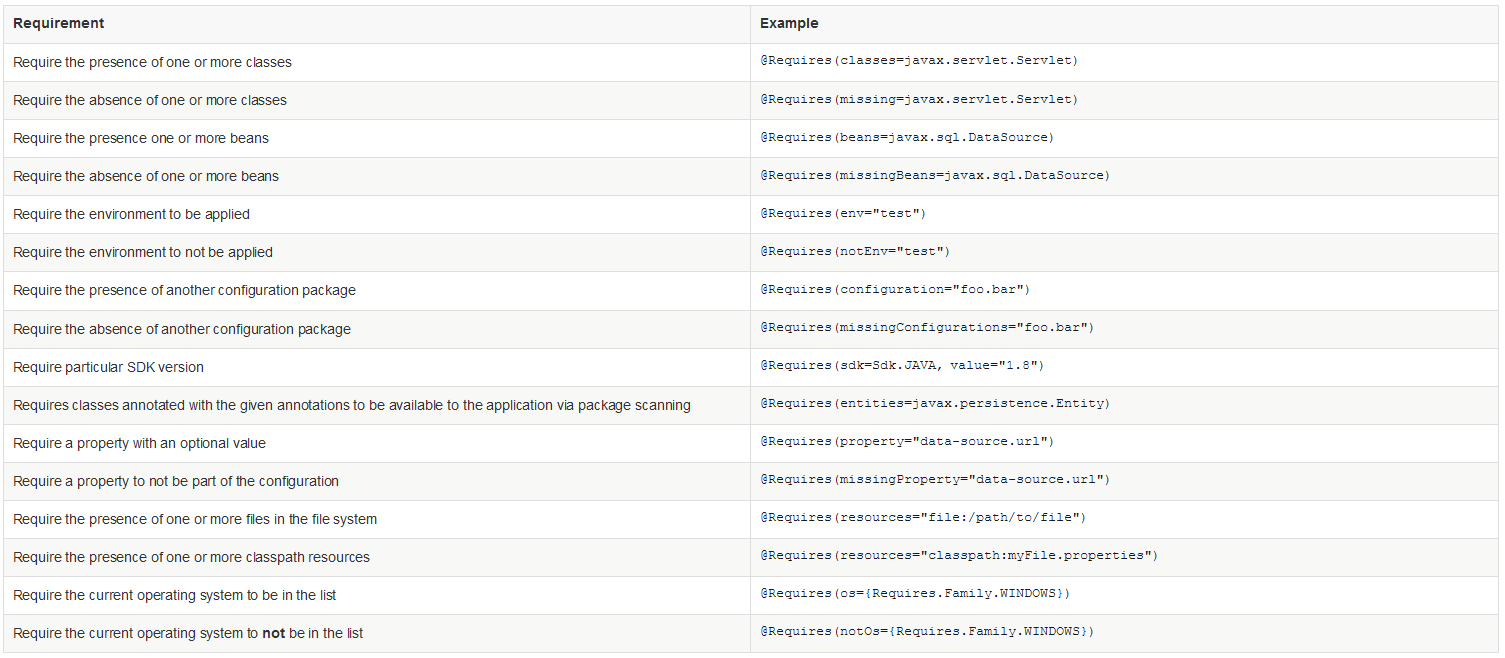 Requirement Example
Require the presence of one or more classes @Requires(classes=javax.servlet.Servlet)
Require the absence of one or more classes @Requires(missing=javax.servlet.Servlet)
Require the presence one or more beans @Requires(beans=javax.sql.DataSource)
Require the absence of one or more beans @Requires(missingBeans=javax.sql.DataSource)
Require the environment to be applied @Requires(env="test")
Require the environment to not be applied @Requires(notEnv="test")
Require the presence of another configuration package @Requires(configuration="foo.bar")
Require the absence of another configuration package @Requires(missingConfigurations="foo.bar")
Require particular SDK version @Requires(sdk=Sdk.JAVA, value="1.8")
Requires classes annotated with the given annotations to be available to the application via package scanning @Requires(entities=javax.persistence.Entity)
Require a property with an optional value @Requires(property="data-source.url")
Require a property to not be part of the configuration @Requires(missingProperty="data-source.url")
Require the presence of one or more files in the file system @Requires(resources="file:/path/to/file")
Require the presence of one or more classpath resources @Requires(resources="classpath:myFile.properties")
Require the current operating system to be in the list @Requires(os={Requires.Family.WINDOWS})
Require the current operating system to not be in the list @Requires(notOs={Requires.Family.WINDOWS})